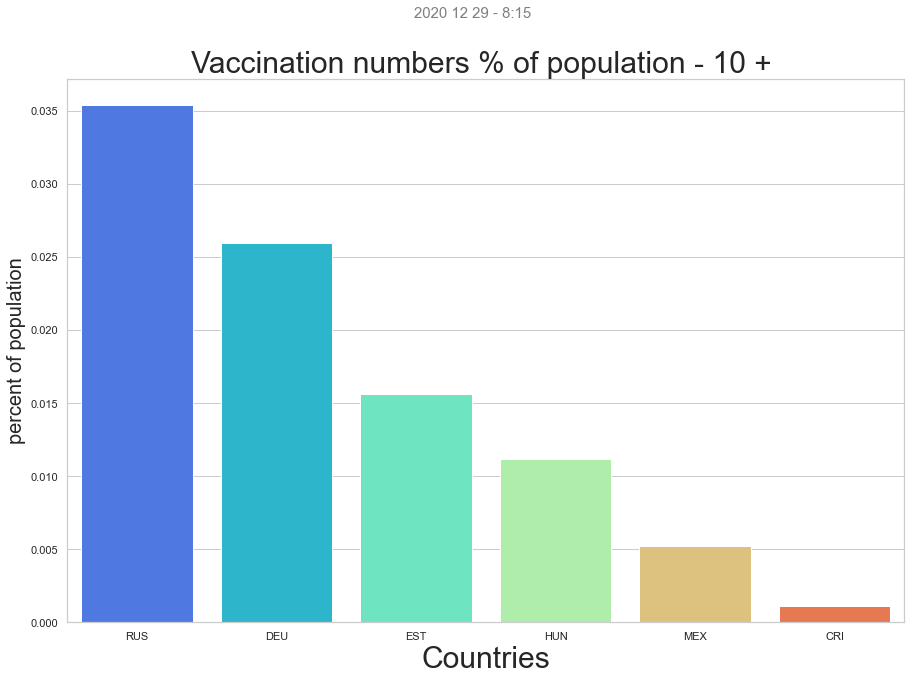 2020 12 29 - 8:15
Vaccination numbers % of population - 10 +
percent of population
0.035
0.030
0.025
0.020
0.015
0.010
0.005
0.000
RUS DEU EST HUN MEX CRI
Countries